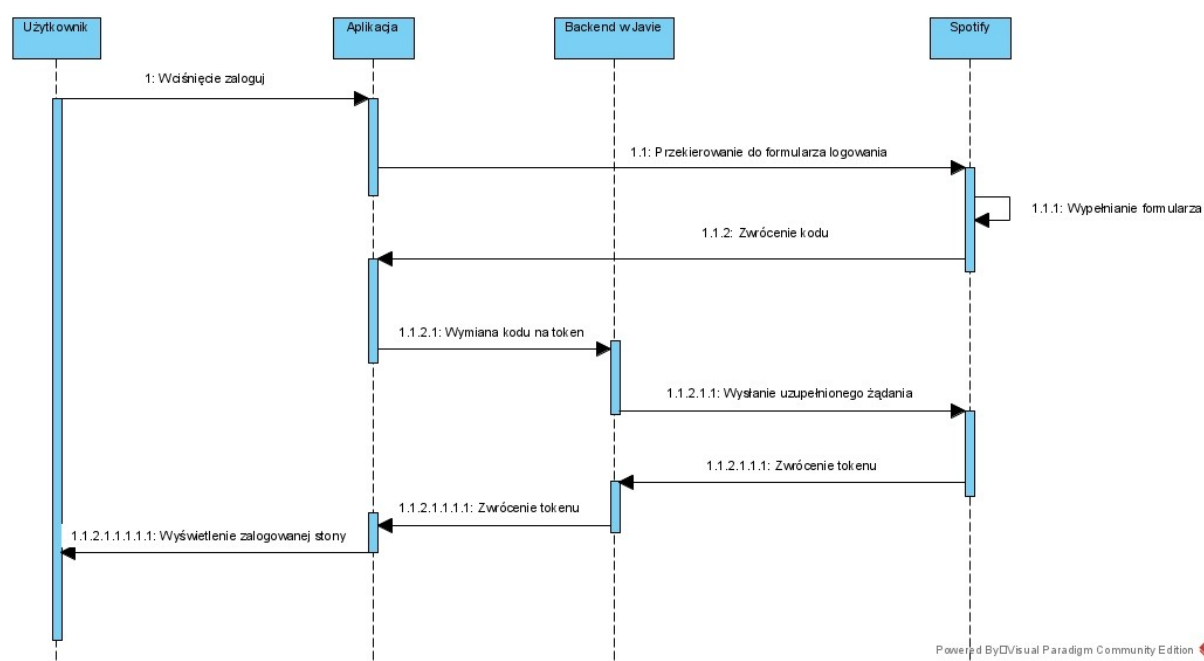 Użytkownik
Aplikacja
Backend w Javie
Spotify
1: Wciśnięcie zaloguj
1.1: Przekierowanie do formularza logowania
1.1.1: Wypełnianie formularza
1.1.2: Zwrócenie kodu
1.1.2.1: Wymiana kodu na token
1.1.2.1.1: Wysłanie uzupełnionego żądania
1.1.2.1.1.1: Zwrócenie tokenu
1.1.2.1.1.1.1: Zwrócenie tokenu
1.1.2.1.1.1.1.1: Wyświetlenie zalogowanej stony
Powered By□Visual Paradigm Community Edition